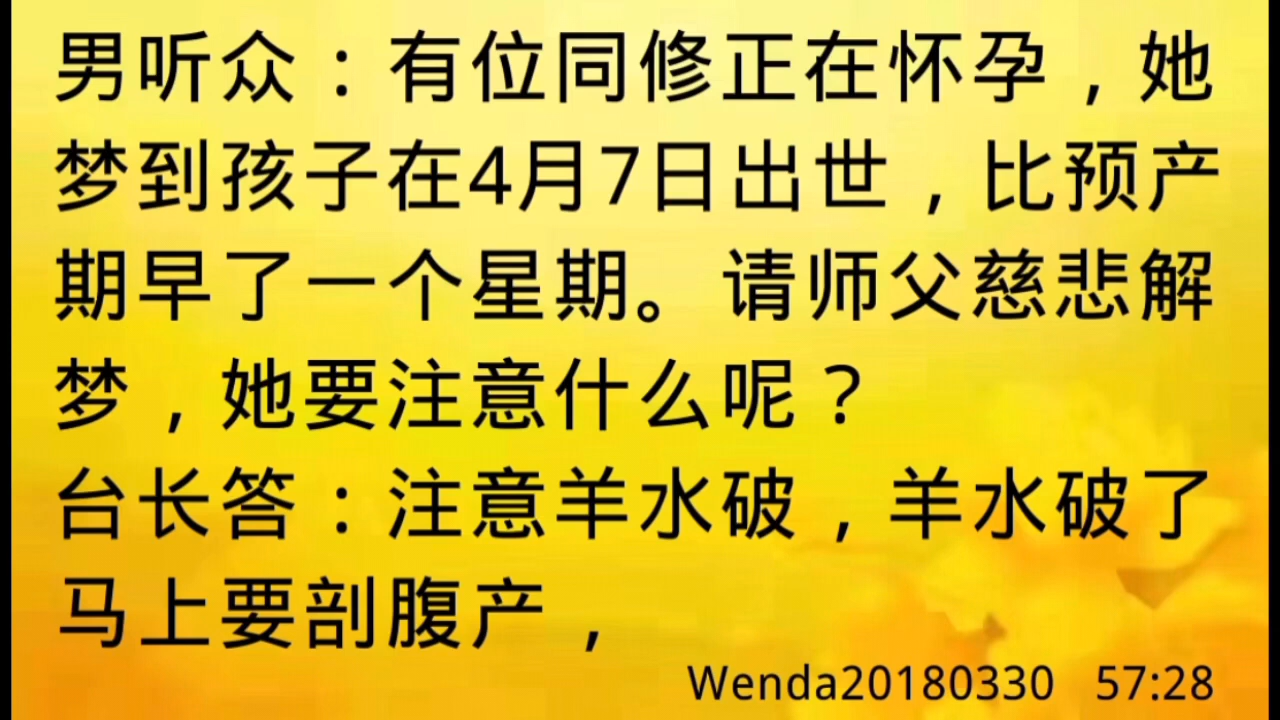 男听众：有位同修正在怀孕，她
梦到孩子在4月7日出世，比预产
期早了一个星期。请师父慈悲解
梦，她要注意什么呢？
台长答：注意羊水破，羊水破了
马上要剖腹产，
Wenda20180330 57:28